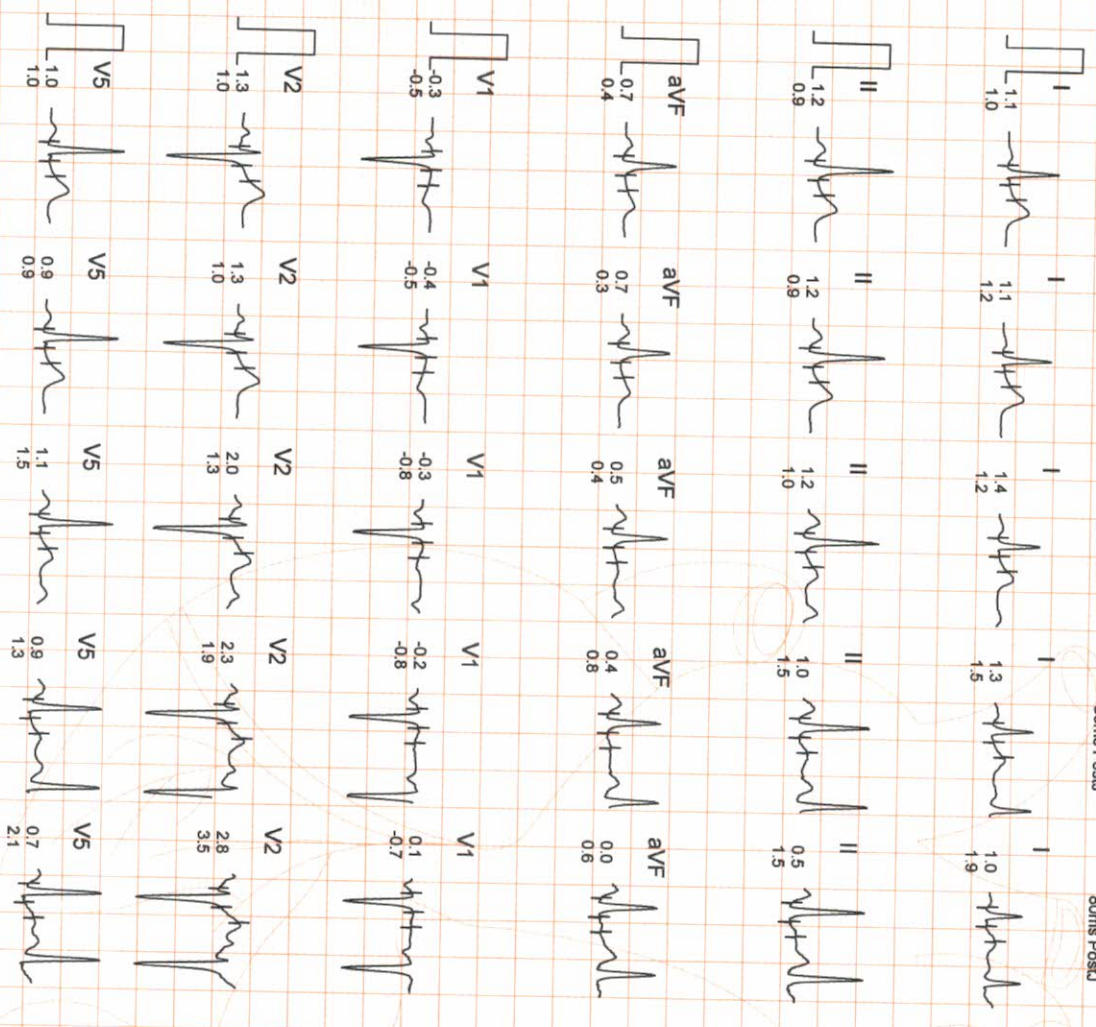 80ms PostJ
I I I I I
1.1 1.1 1.4 1.3 1.0
1.0 1.2 1.2 1.5 1.9
II II II II II
1.2 1.2 1.2 1.0 0.5
0.9 0.9 1.0 1.5 1.5
aVF aVF aVF aVF aVF
0.7 0.7 0.5 0.4 0.0
0.4 0.3 0.4 0.8 0.6
V1 V1 V1 V1 V1
-0.3 -0.4 -0.3 -0.2 0.1
-0.5 -0.5 -0.8 -0.8 -0.7
V2 V2 V2 V2 V2
1.3 1.3 2.0 2.3 2.8
1.0 1.0 1.3 1.9 3.5
V5 V5 V5 V5 V5
1.0 0.9 1.1 0.9 0.7
1.0 0.9 1.5 1.3 2.1